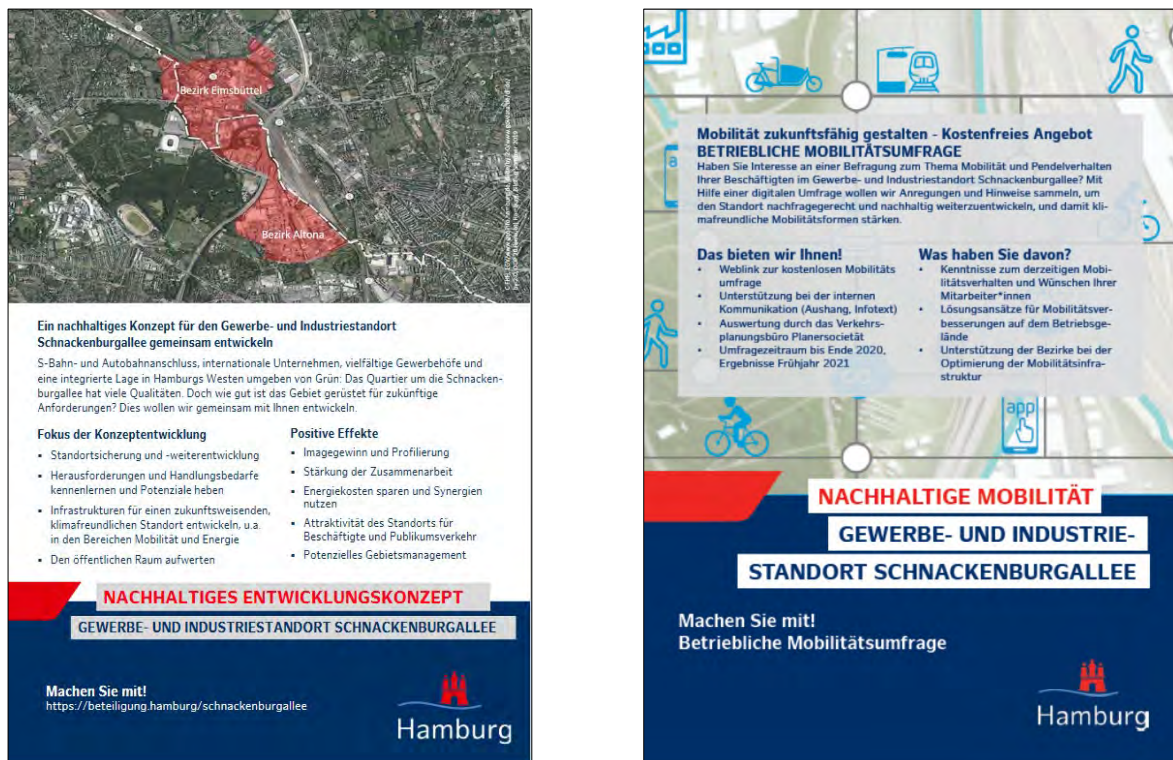 Bezirk Eimsbüttel
Bezirk Altona
Ein nachhaltiges Konzept für den Gewerbe- und Industriestandort
Schnackenburgallee gemeinsam entwickeln
S-Bahn- und Autobahnanschluss, internationale Unternehmen, vielfältige Gewerbehöfe und
eine integrierte Lage in Hamburgs Westen umgeben von Grün: Das Quartier um die Schnacken-
burgallee hat viele Qualitäten. Doch wie gut ist das Gebiet gerüstet für zukünftige
Anforderungen? Dies wollen wir gemeinsam mit Ihnen entwickeln.
Fokus der Konzeptentwicklung
▪ Standortsicherung und -weiterentwicklung
▪ Herausforderungen und Handlungsbedarfe
kennenlernen und Potenziale heben
▪ Infrastrukturen für einen zukunftsweisenden,
klimafreundlichen Standort entwickeln, u.a.
in den Bereichen Mobilität und Energie
▪ Den öffentlichen Raum aufwerten
Positive Effekte
▪ Imagegewinn und Profilierung
▪ Stärkung der Zusammenarbeit
▪ Energiekosten sparen und Synergien
nutzen
▪ Attraktivität des Standorts für
Beschäftigte und Publikumsverkehr
▪ Potenzielles Gebietsmanagement
NACHHALTIGES ENTWICKLUNGSKONZEPT
GEWERBE- UND INDUSTRIESTANDORT SCHNACKENBURGALLEE
Machen Sie mit!
https://beteiligung.hamburg/schnackenburgallee
Hamburg
Mobilität zukunftsfähig gestalten - Kostenfreies Angebot
BETRIEBLICHE MOBILITÄTSUMFRAGE
Haben Sie Interesse an einer Befragung zum Thema Mobilität und Pendelverhalten
Ihrer Beschäftigten im Gewerbe- und Industriestandort Schnackenburgallee? Mit
Hilfe einer digitalen Umfrage wollen wir Anregungen und Hinweise sammeln, um
den Standort nachfragegerecht und nachhaltig weiterzuentwickeln, und damit kli-
mafreundliche Mobilitätsformen stärken.
Das bieten wir Ihnen!
• Weblink zur kostenlosen Mobilitäts
umfrage
• Unterstützung bei der internen
Kommunikation (Aushang, Infotext)
• Auswertung durch das Verkehrs-
planungsbüro Planersocietät
• Umfragezeitraum bis Ende 2020,
Ergebnisse Frühjahr 2021
Was haben Sie davon?
• Kenntnisse zum derzeitigen Mobi-
litätsverhalten und Wünschen Ihrer
Mitarbeiter*innen
• Lösungsansätze für Mobilitätsver-
besserungen auf dem Betriebsge-
lände
• Unterstützung der Bezirke bei der
Optimierung der Mobilitätsinfra-
struktur
app
NACHHALTIGE MOBILITÄT
GEWERBE- UND INDUSTRIE-
STANDORT SCHNACKENBURGALLEE
Machen Sie mit!
Betriebliche Mobilitätsumfrage
Hamburg